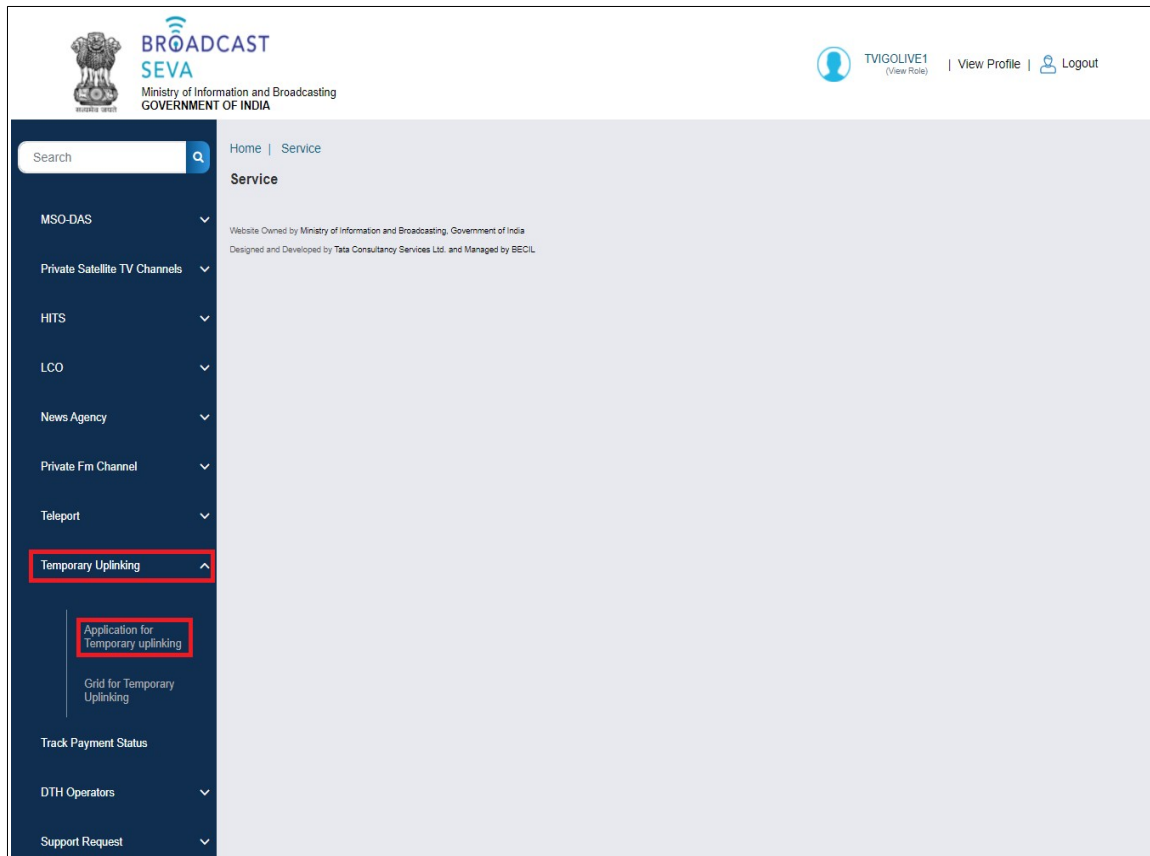 BROADCAST
SEVA
Ministry of Information and Broadcasting
GOVERNMENT OF INDIA
सत्यमेव जयते
TVIGOLIVE1
(View Role)
| View Profile |
Logout
Search
Home | Service
Service
Website Owned by Ministry of Information and Broadcasting, Government of India
Designed and Developed by Tata Consultancy Services Ltd. and Managed by BECIL
MSO-DAS
Private Satellite TV Channels
HITS
LCO
News Agency
Private Fm Channel
Teleport
Temporary Uplinking
Application for
Temporary uplinking
Grid for Temporary
Uplinking
Track Payment Status
DTH Operators
Support Request